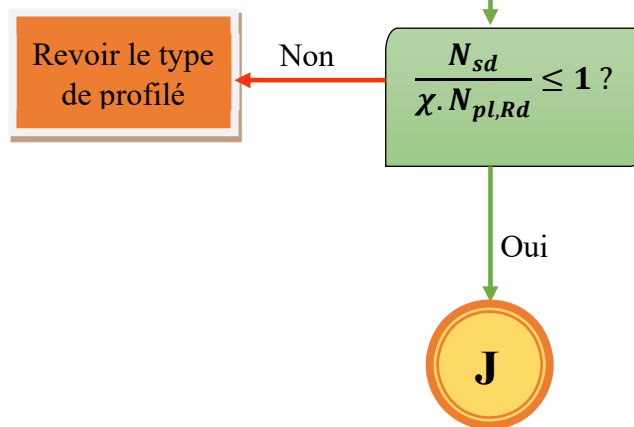 Revoir le type
de profilé
Non
N_sd / χ. N_pl,Rd ≤ 1 ?
Oui
J